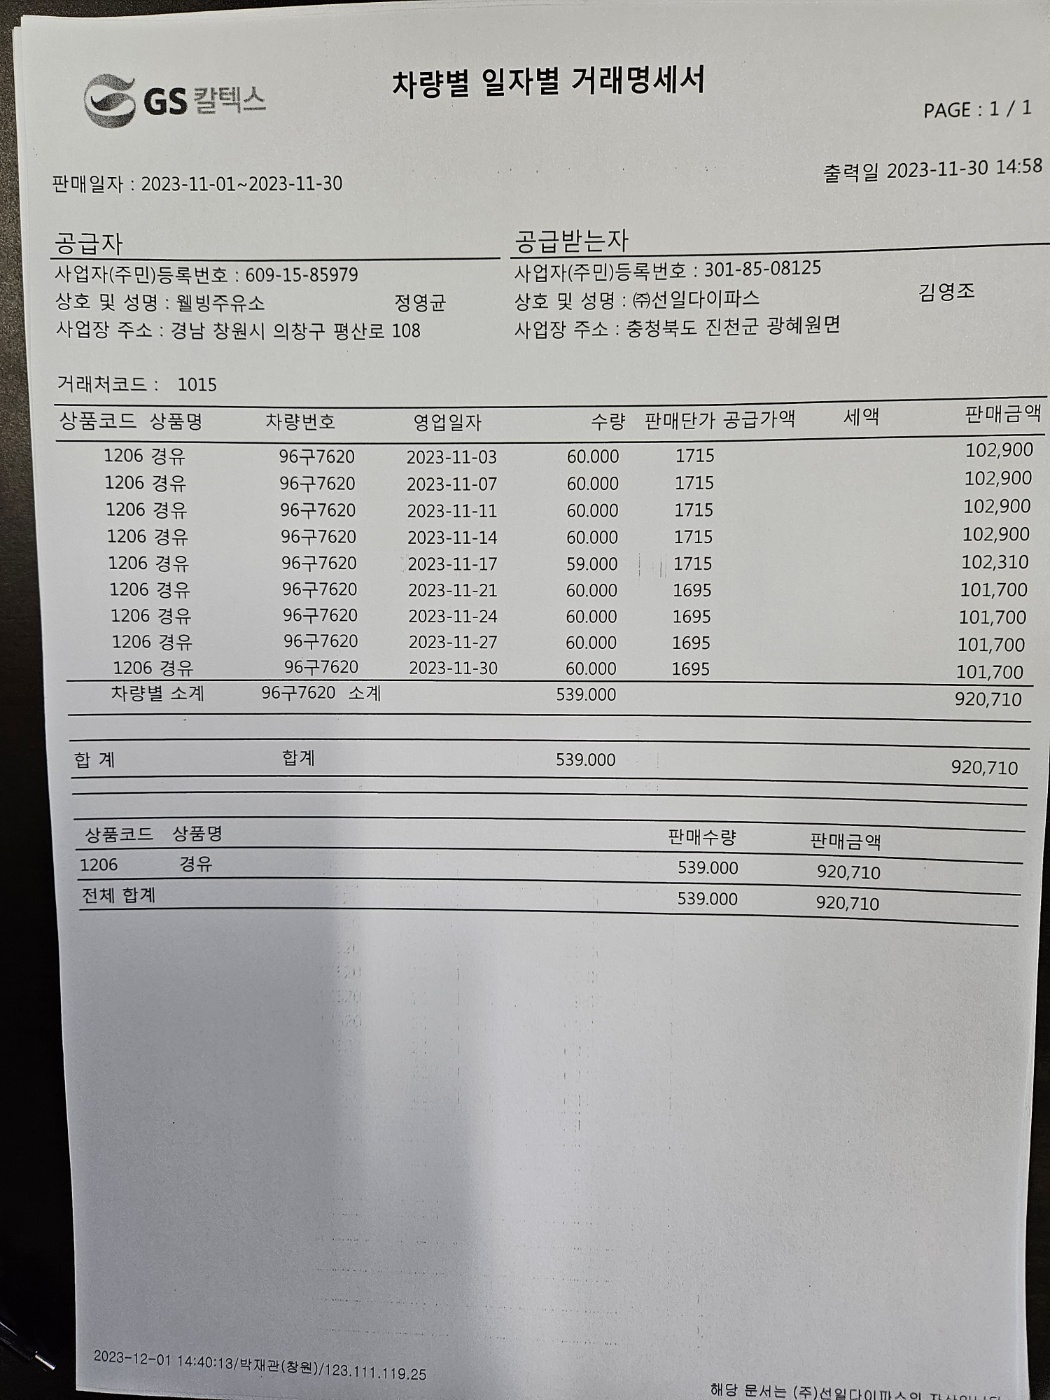 GS칼텍스
차량별 일자별 거래명세서
PAGE : 1 / 1
판매일자 : 2023-11-01~2023-11-30
출력일 2023-11-30 14:58
공급자
사업자(주민)등록번호 : 609-15-85979
상호 및 성명 : 웰빙주유소 정영균
사업장 주소 : 경남 창원시 의창구 평산로 108
공급받는자
사업자(주민)등록번호 : 301-85-08125
상호 및 성명 : ㈜선일다이파스 김영조
사업장 주소 : 충청북도 진천군 광혜원면
거래처코드 : 1015
상품코드 상품명 차량번호 영업일자 수량 판매단가 공급가액 세액 판매금액
1206 경유 96구7620 2023-11-03 60.000 1715 102,900
1206 경유 96구7620 2023-11-07 60.000 1715 102,900
1206 경유 96구7620 2023-11-11 60.000 1715 102,900
1206 경유 96구7620 2023-11-14 60.000 1715 102,900
1206 경유 96구7620 2023-11-17 59.000 1715 102,310
1206 경유 96구7620 2023-11-21 60.000 1695 101,700
1206 경유 96구7620 2023-11-24 60.000 1695 101,700
1206 경유 96구7620 2023-11-27 60.000 1695 101,700
1206 경유 96구7620 2023-11-30 60.000 1695 101,700
차량별 소계 96구7620 소계 539.000 920,710
합 계 합계 539.000 920,710
상품코드 상품명 판매수량 판매금액
1206 경유 539.000 920,710
전체 합계 539.000 920,710
2023-12-01 14:40:13/박재관(창원)/123.111.119.25
해당 문서는 (주)선일다이파스의